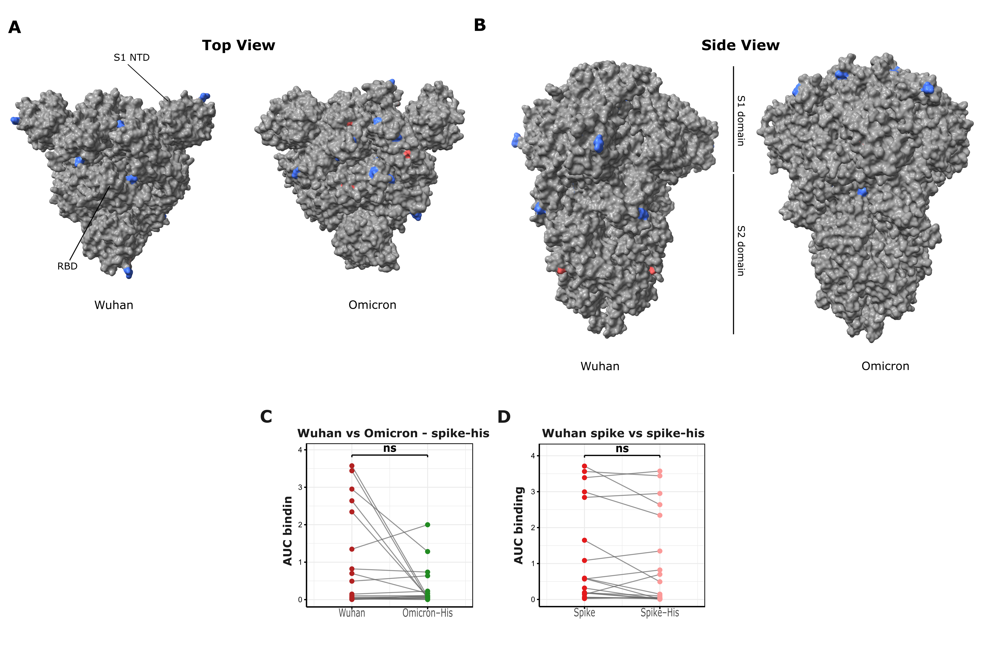 A
B
Top View
Side View
S1 NTD
RBD
S1 domain
S2 domain
Wuhan
Omicron
Wuhan
Omicron
C
D
Wuhan vs Omicron – spike–his
Wuhan spike vs spike–his
ns
ns
AUC bindin
4
3
2
1
0
Wuhan
Omicron–His
AUC binding
4
3
2
1
0
Spike
Spike–His